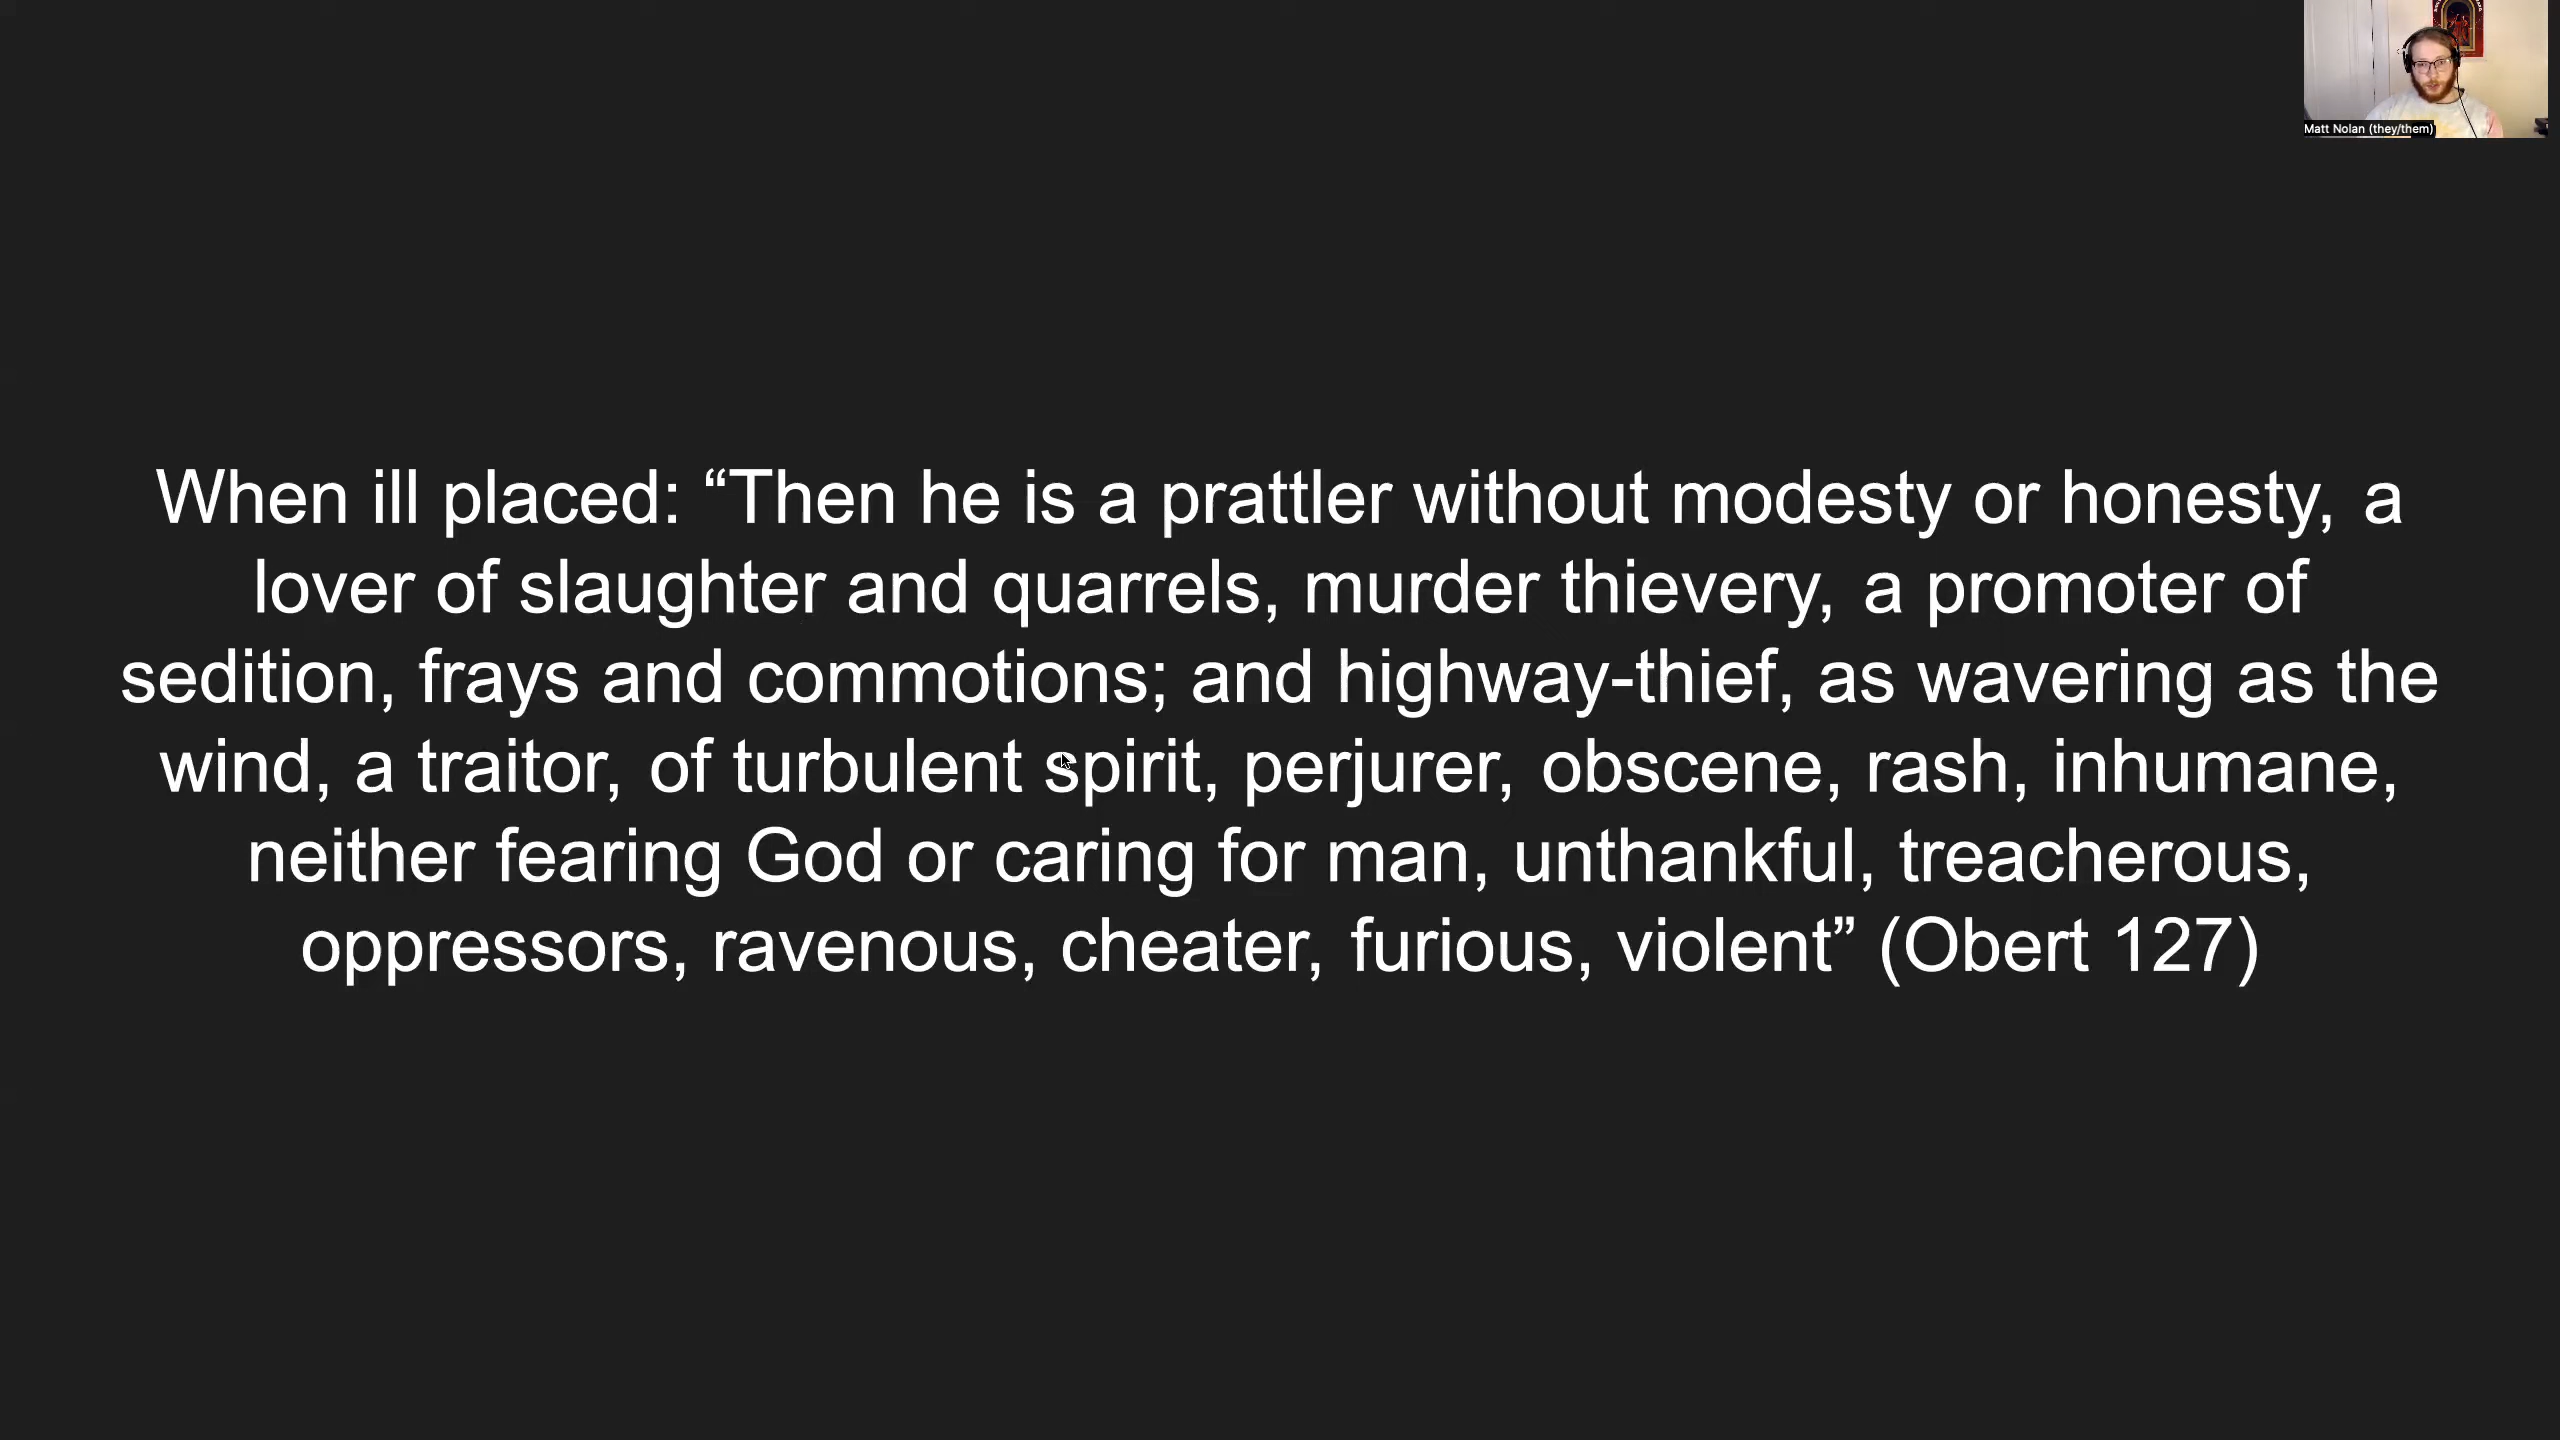 Matt Nolan (they/them)
When ill placed: “Then he is a prattler without modesty or honesty, a
lover of slaughter and quarrels, murder thievery, a promoter of
sedition, frays and commotions; and highway-thief, as wavering as the
wind, a traitor, of turbulent spirit, perjurer, obscene, rash, inhumane,
neither fearing God or caring for man, unthankful, treacherous,
oppressors, ravenous, cheater, furious, violent” (Obert 127)